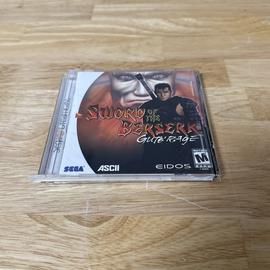 SWORD OF THE
BERSERK
GUTS' RAGE
SEGA
ASCII
EIDOS
M